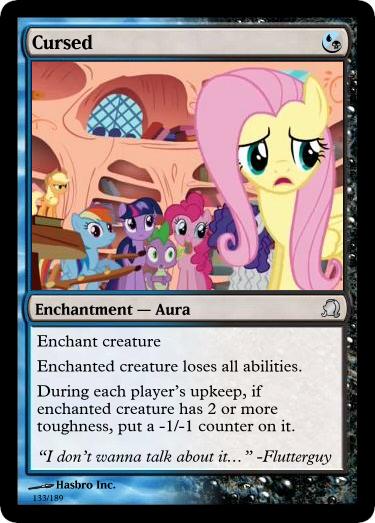 Cursed
Enchantment — Aura
Enchant creature
Enchanted creature loses all abilities.
During each player's upkeep, if
enchanted creature has 2 or more
toughness, put a -1/-1 counter on it.
“I don't wanna talk about it…” -Flutterguy
Hasbro Inc.
133/189